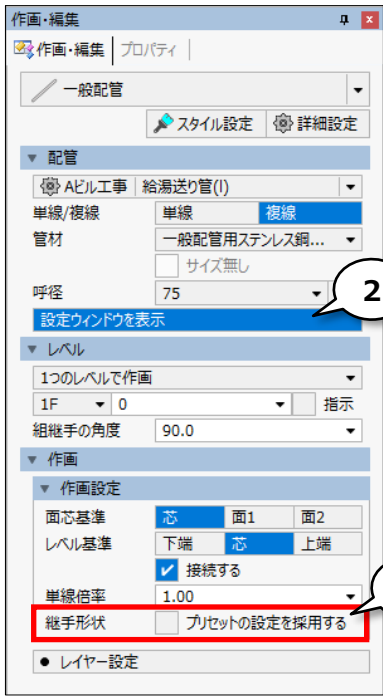 作画・編集
作画・編集 プロパティ
一般配管
スタイル設定 詳細設定
配管
Aビル工事 給湯送り管(I)
単線/複線 単線 複線
管材 一般配管用ステンレス鋼...
サイズ無し
呼径 75
2
設定ウィンドウを表示
レベル
1つのレベルで作画
1F 0 指示
組継手の角度 90.0
作画
作画設定
面芯基準 芯 面1 面2
レベル基準 下端 芯 上端
接続する
単線倍率 1.00
継手形状 プリセットの設定を採用する
レイヤー設定